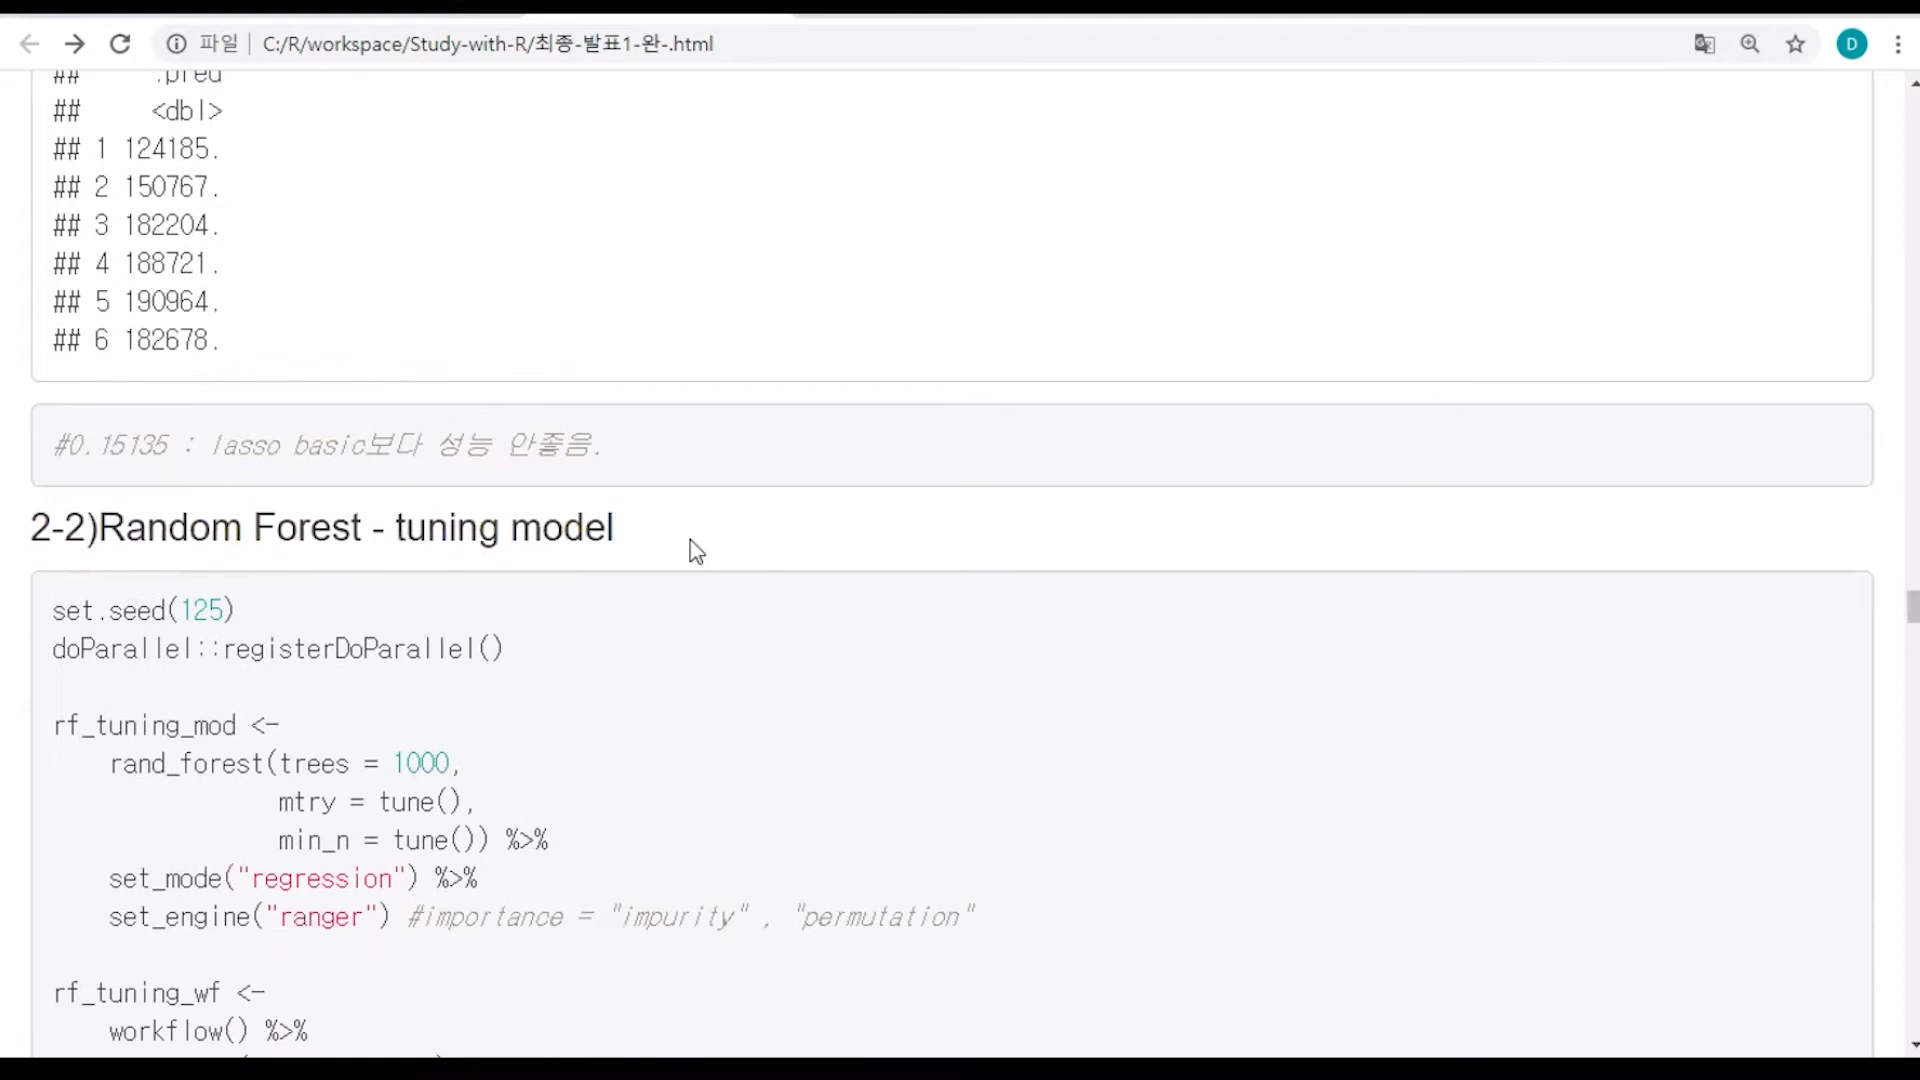 파일 C:/R/workspace/Study-with-R/최종-발표1-완-.html
D
## .pred
## <dbl>
## 1 124185.
## 2 150767.
## 3 182204.
## 4 188721.
## 5 190964.
## 6 182678.
#0.15135 : lasso basic보다 성능 안좋음.
2-2)Random Forest - tuning model
set.seed(125)
doParallel::registerDoParallel()
rf_tuning_mod <-
rand_forest(trees = 1000,
mtry = tune(),
min_n = tune()) %>%
set_mode("regression") %>%
set_engine("ranger") #importance = "impurity" , "permutation"
rf_tuning_wf <-
workflow() %>%